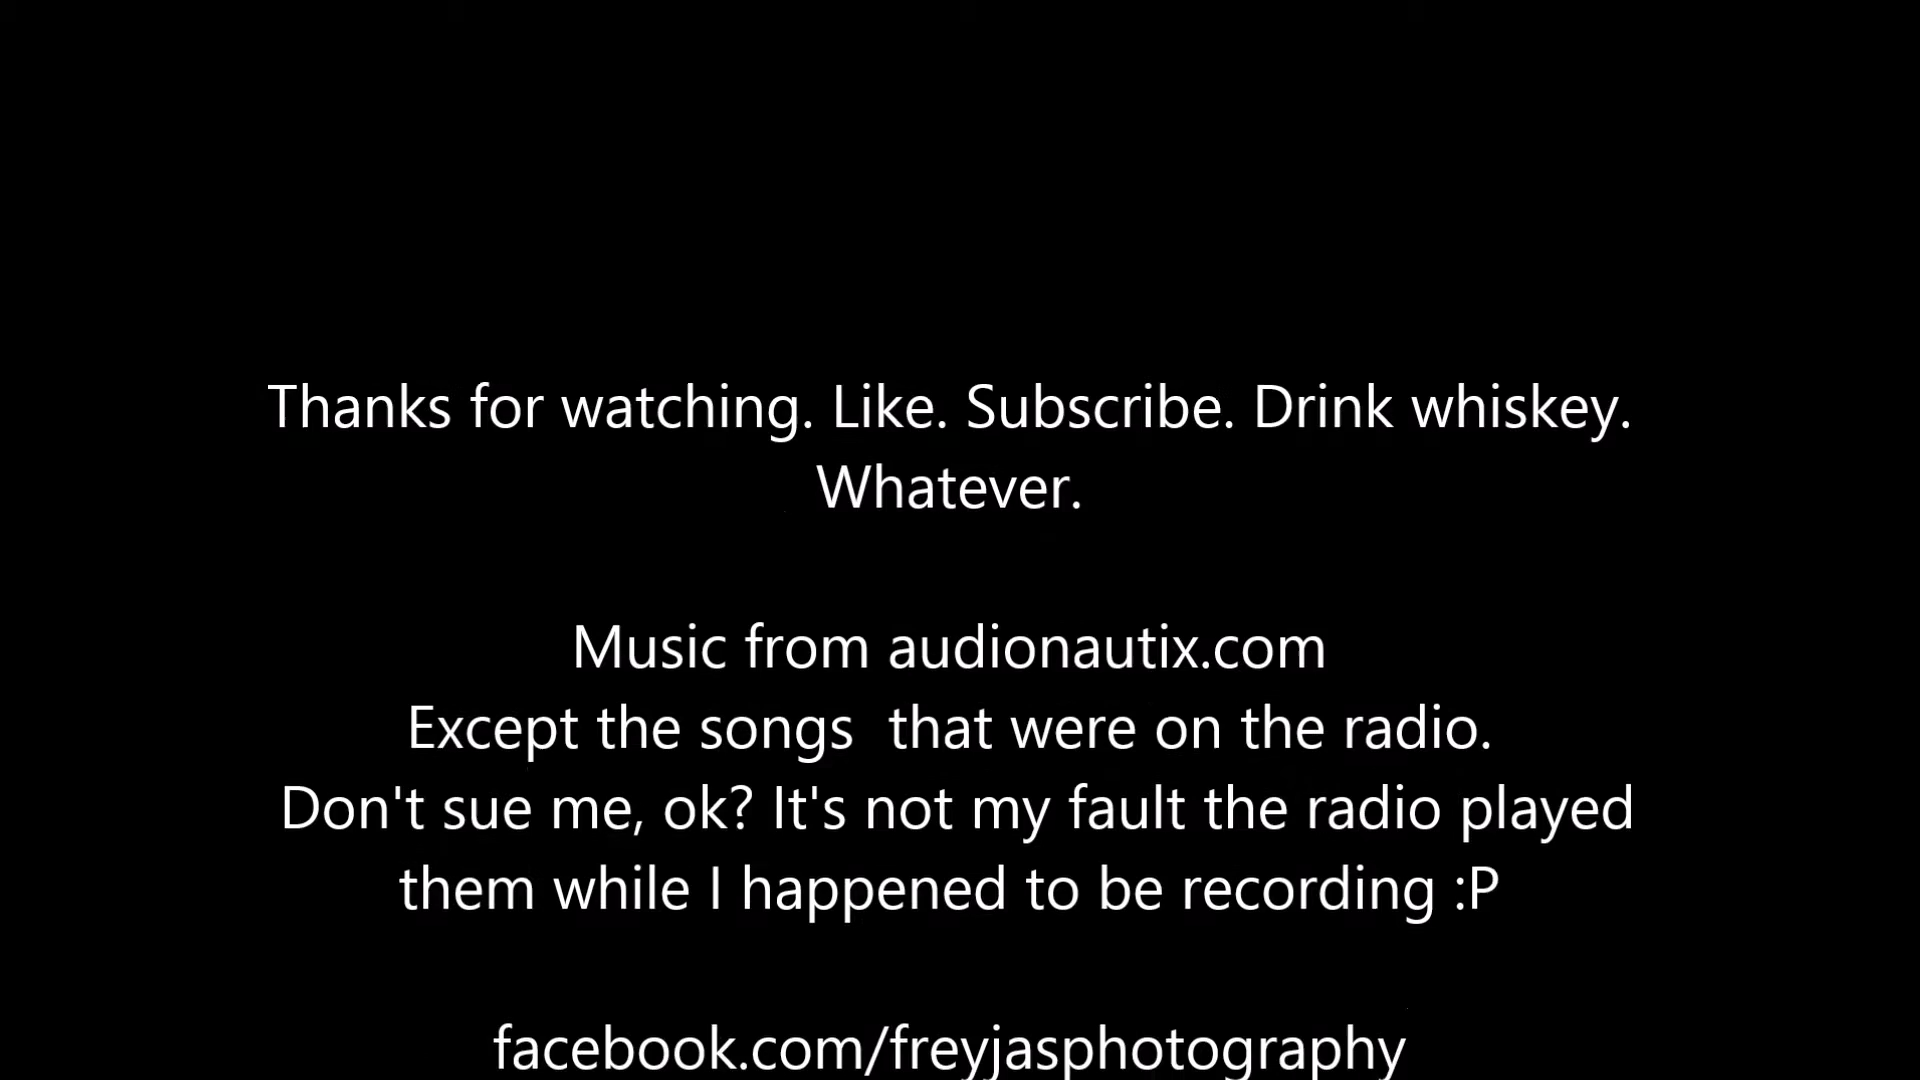 Thanks for watching. Like. Subscribe. Drink whiskey.
Whatever.
Music from audionautix.com
Except the songs  that were on the radio.
Don't sue me, ok? It's not my fault the radio played
them while I happened to be recording :P
facebook.com/freyjasphotography